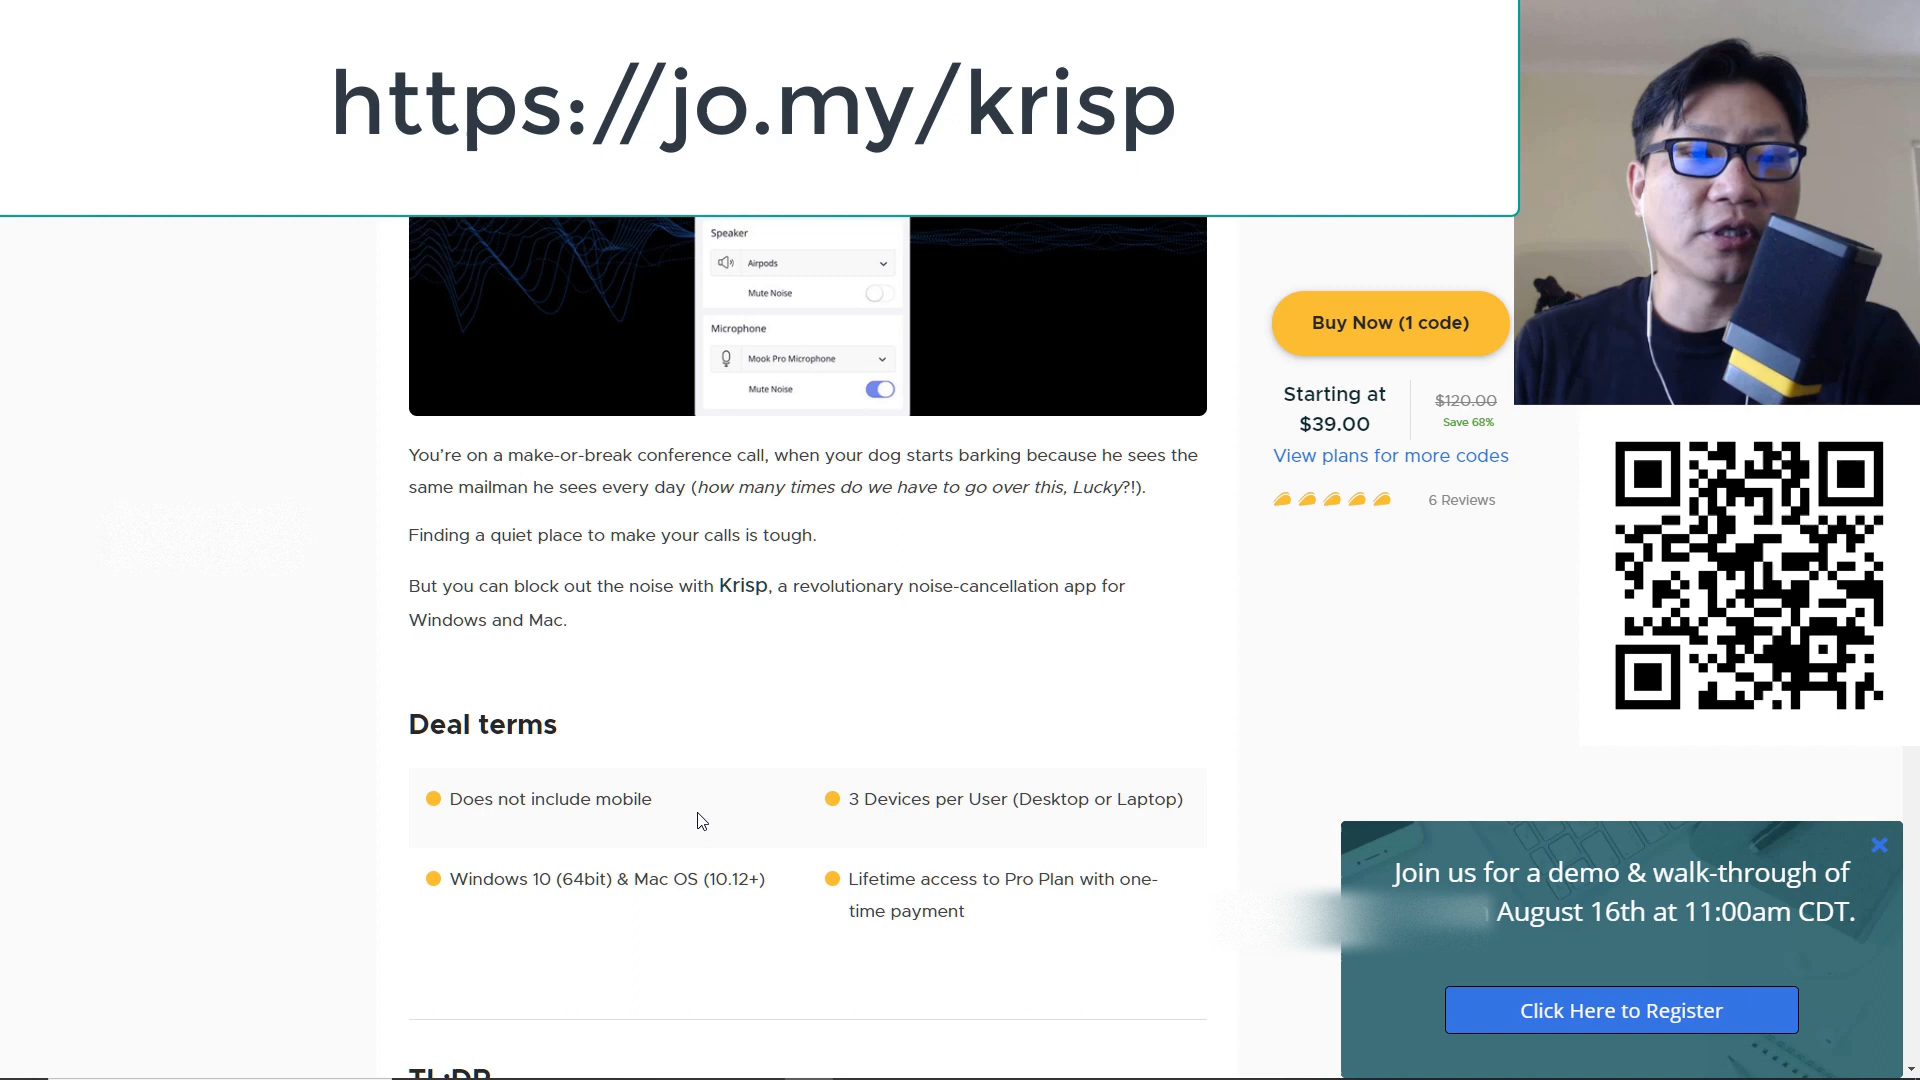 https://jo.my/krisp
Speaker
Airpods
Mute Noise
Microphone
Mook Pro Microphone
Mute Noise
You're on a make-or-break conference call, when your dog starts barking because he sees the
same mailman he sees every day (how many times do we have to go over this, Lucky?!).
Finding a quiet place to make your calls is tough.
But you can block out the noise with Krisp, a revolutionary noise-cancellation app for
Windows and Mac.
Deal terms
Does not include mobile
3 Devices per User (Desktop or Laptop)
Windows 10 (64bit) & Mac OS (10.12+)
Lifetime access to Pro Plan with one-
time payment
Buy Now (1 code)
Starting at
$39.00
$120.00
Save 68%
View plans for more codes
6 Reviews
Join us for a demo & walk-through of
August 16th at 11:00am CDT.
Click Here to Register
TL;DR